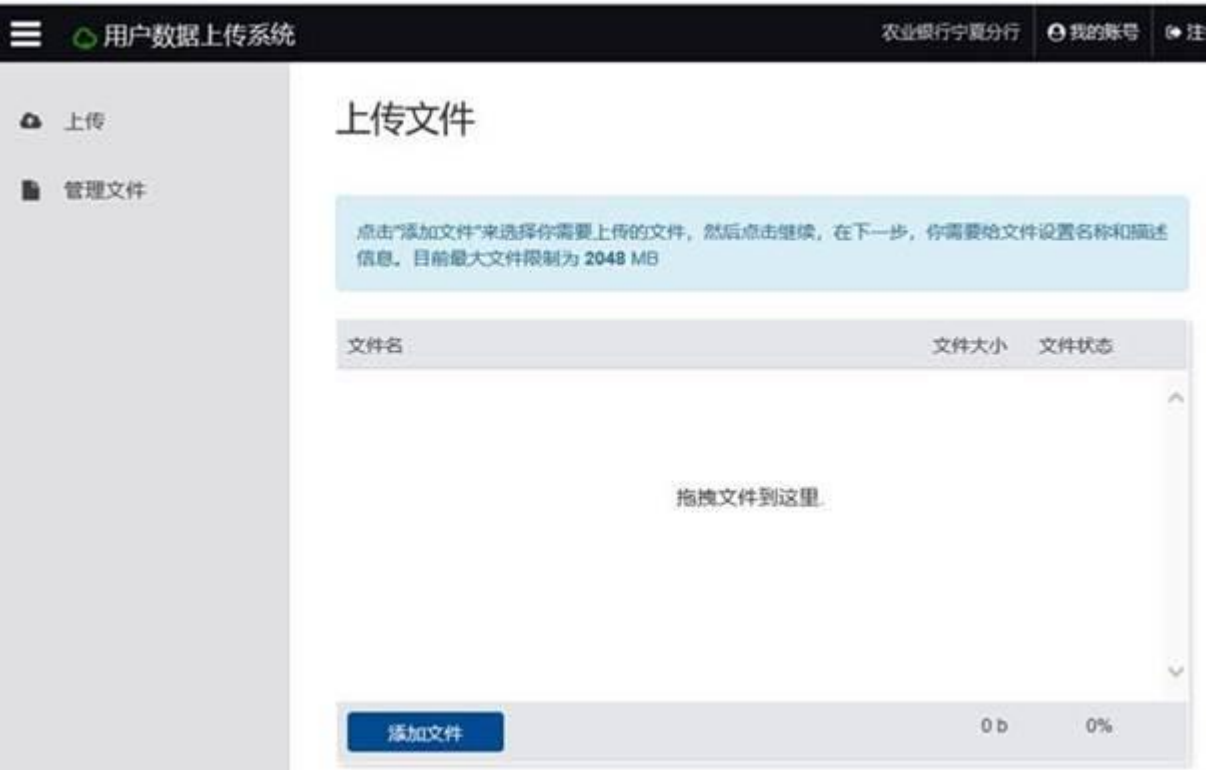 用户数据上传系统
农业银行宁夏分行
我的账号
注
上传
管理文件
上传文件
点击"添加文件"来选择你需要上传的文件，然后点击继续，在下一步，你需要给文件设置名称和描述
信息。目前最大文件限制为 2048 MB
文件名
文件大小
文件状态
拖拽文件到这里.
添加文件
0 b
0%